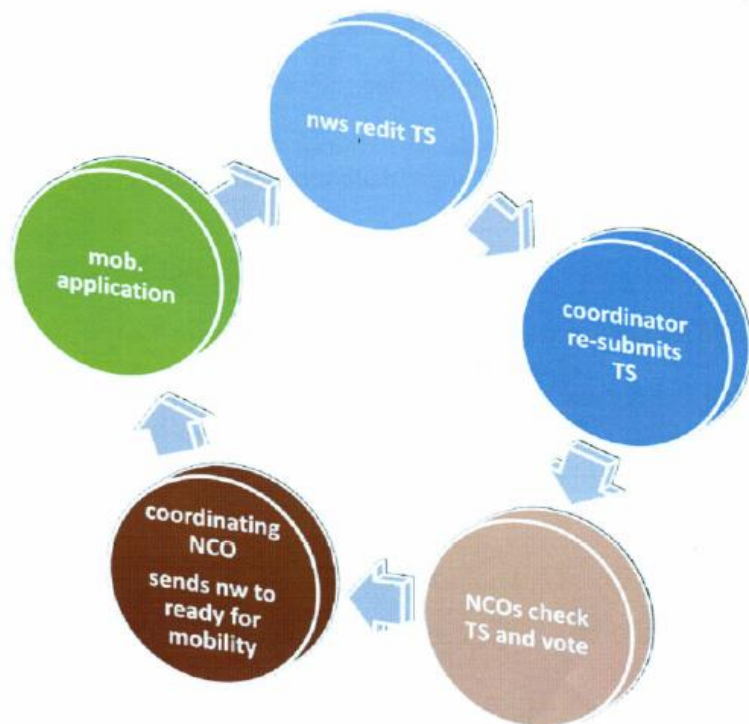 nws redit TS
coordinator
re-submits
TS
NCOs check
TS and vote
coordinating
NCO
sends nw to
ready for
mobility
mob.
application